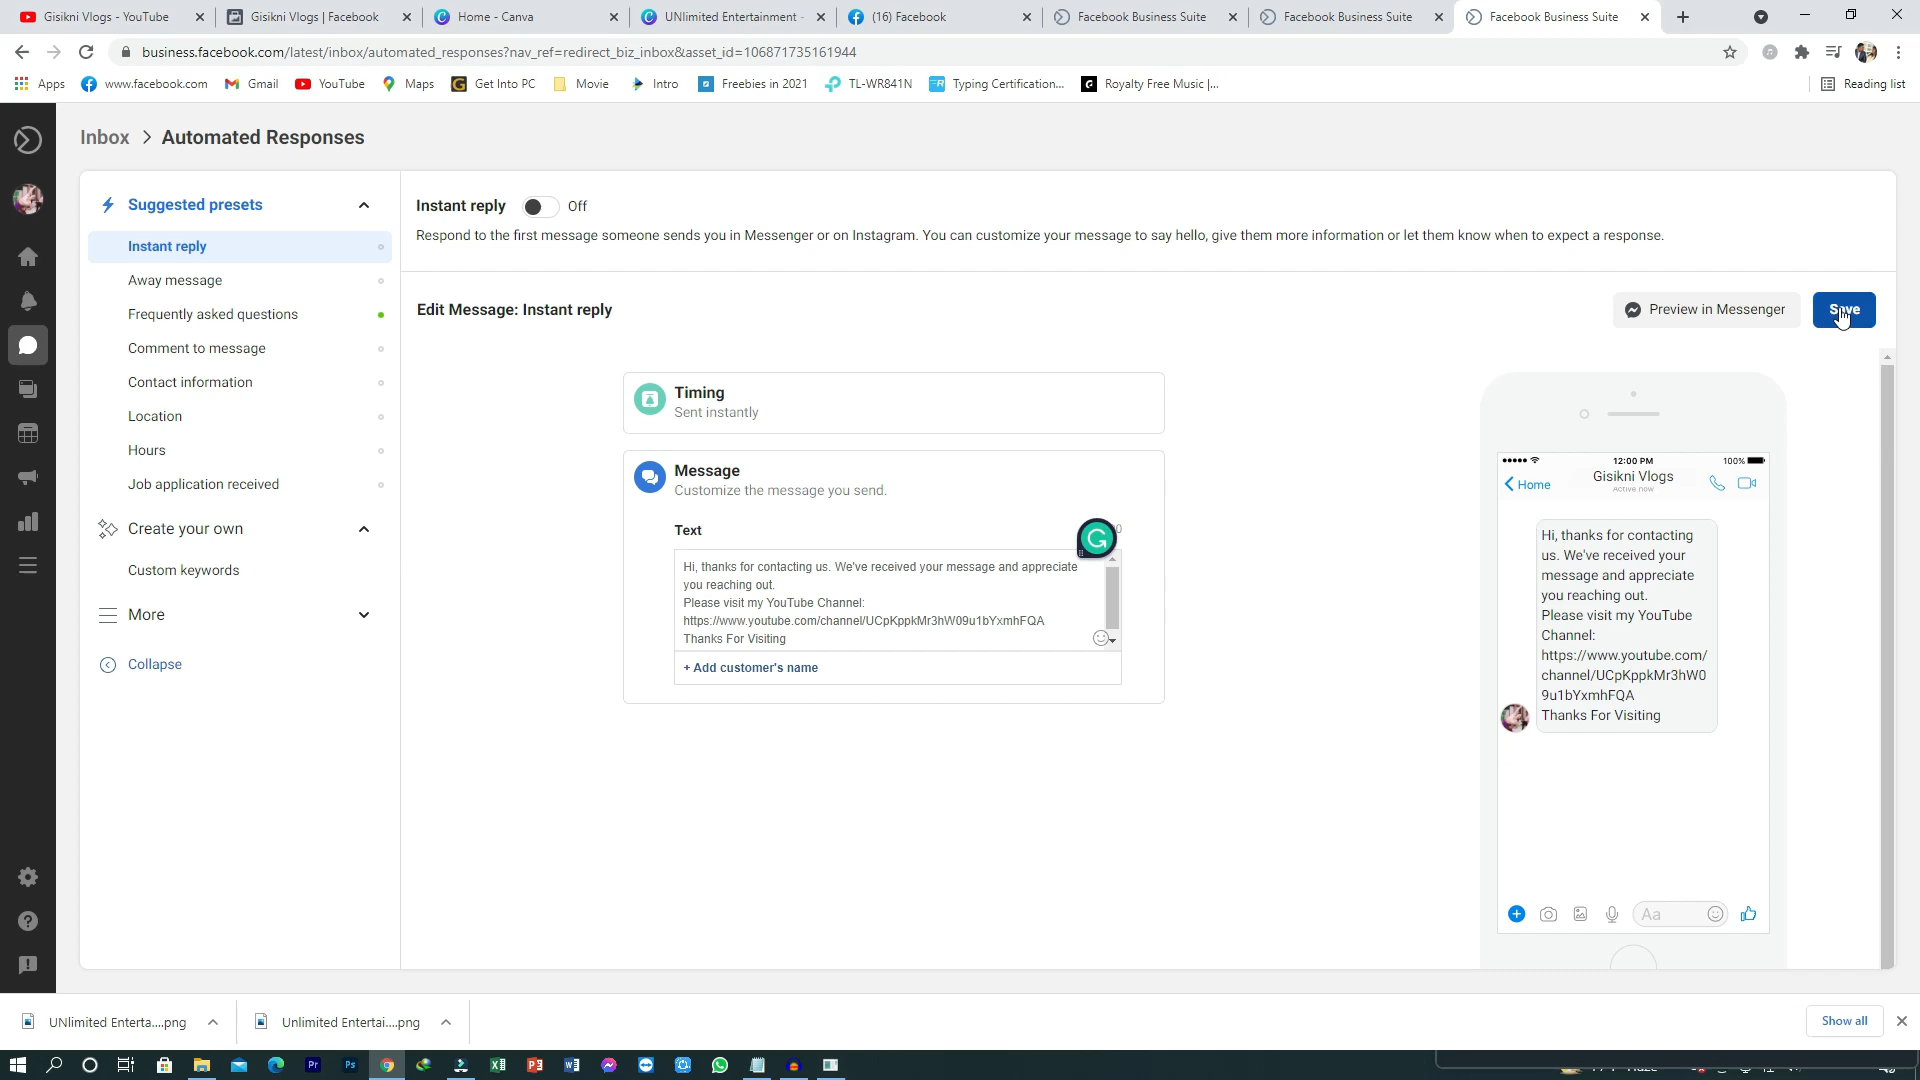 Gisikni Vlogs - YouTube
Gisikni Vlogs | Facebook
Home - Canva
UNlimited Entertainment -
(16) Facebook
Facebook Business Suite
Facebook Business Suite
Facebook Business Suite
business.facebook.com/latest/inbox/automated_responses?nav_ref=redirect_biz_inbox&asset_id=106871735161944
Apps
www.facebook.com
Gmail
YouTube
Maps
Get Into PC
Movie
Intro
Freebies in 2021
TL-WR841N
Typing Certification...
Royalty Free Music |...
Reading list
Inbox > Automated Responses
Suggested presets
Instant reply
Away message
Frequently asked questions
Comment to message
Contact information
Location
Hours
Job application received
Create your own
Custom keywords
More
Collapse
Instant reply Off
Respond to the first message someone sends you in Messenger or on Instagram. You can customize your message to say hello, give them more information or let them know when to expect a response.
Edit Message: Instant reply
Preview in Messenger
Save
Timing
Sent instantly
Message
Customize the message you send.
Text
Hi, thanks for contacting us. We've received your message and appreciate
you reaching out.
Please visit my YouTube Channel:
https://www.youtube.com/channel/UCpKppkMr3hW09u1bYxmhFQA
Thanks For Visiting
+ Add customer's name
12:00 PM
100%
Home
Gisikni Vlogs
Active now
Hi, thanks for contacting
us. We've received your
message and appreciate
you reaching out.
Please visit my YouTube
Channel:
https://www.youtube.com/
channel/UCpKppkMr3hW0
9u1bYxmhFQA
Thanks For Visiting
Aa
UNlimited Enterta....png
Unlimited Entertai....png
Show all